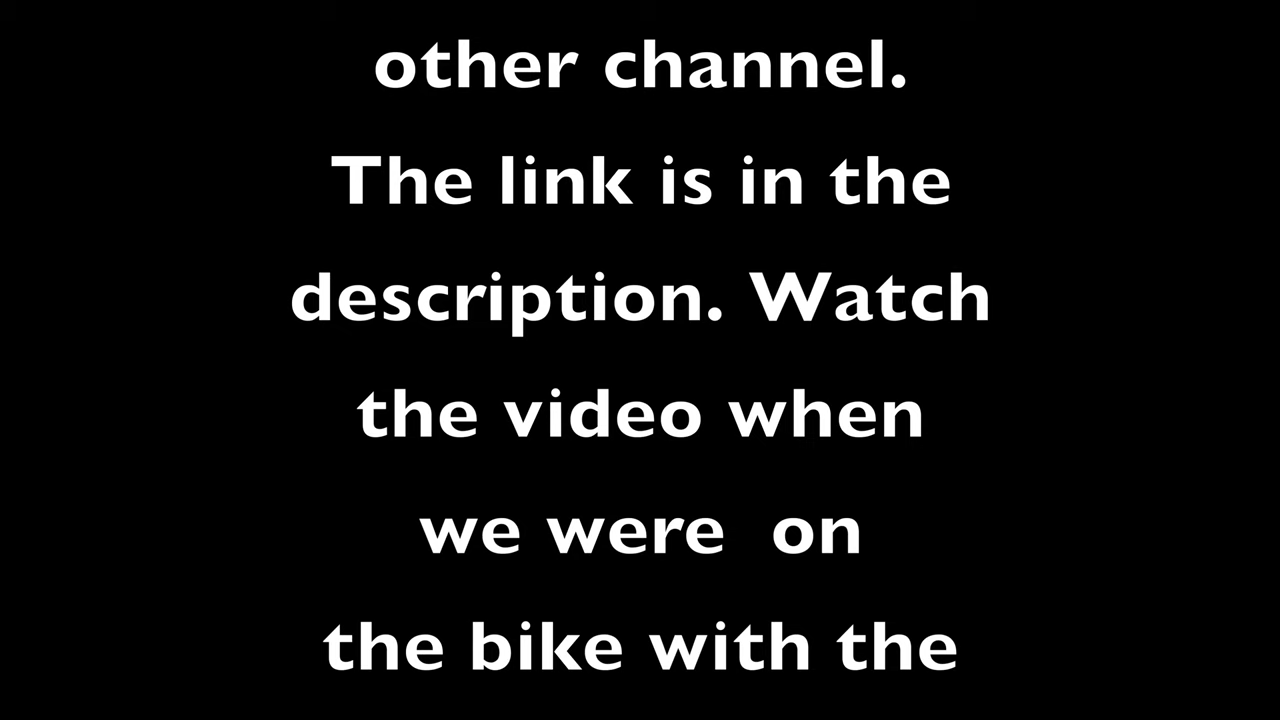 other channel.
The link is in the
description. Watch
the video when
we were  on
the bike with the